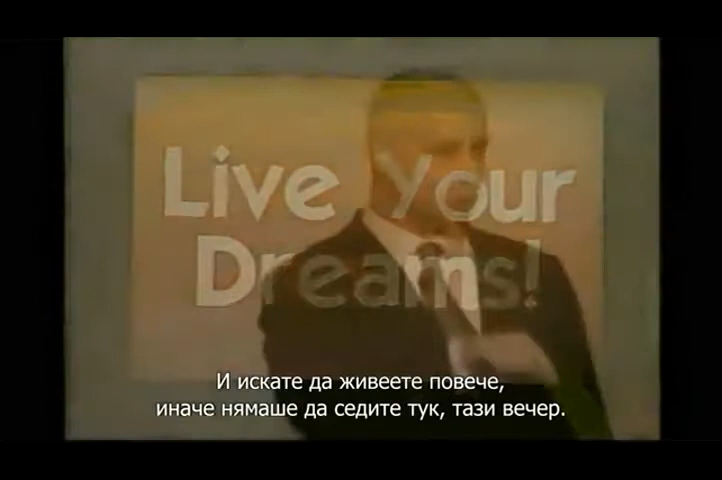 Live Your
Dreams!
И искате да живеете повече,
иначе нямаше да седите тук, тази вечер.